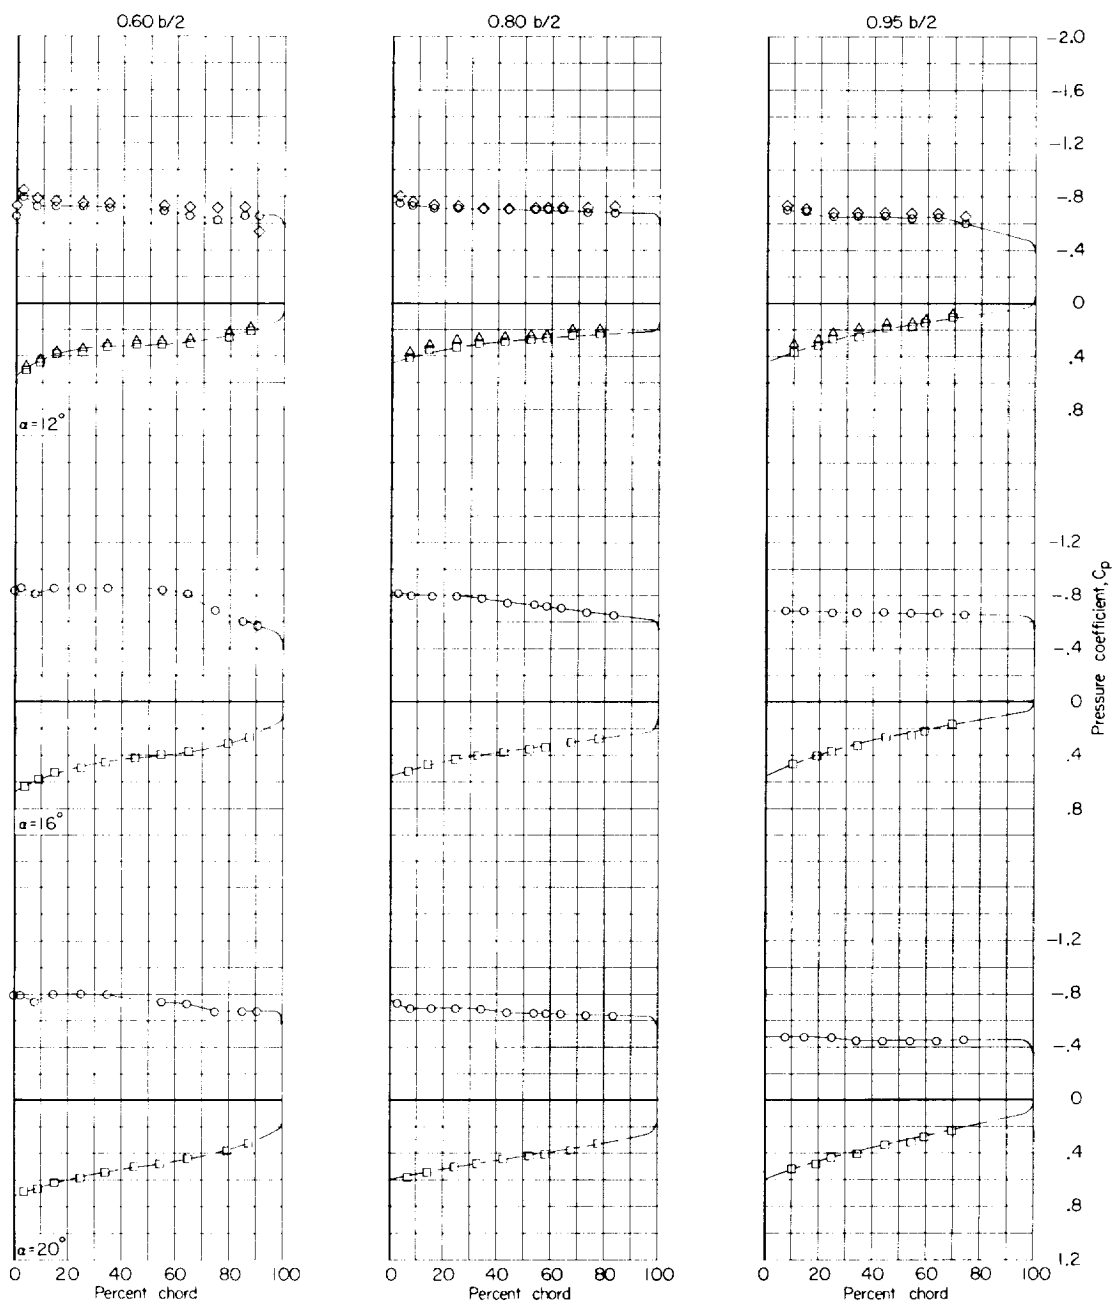 0.60 b/2
0.80 b/2
0.95 b/2
-2.0
-1.6
-1.2
-.8
-.4
0
.4
.8
α=12°
-1.2
-.8
-.4
0
.4
.8
α=16°
-1.2
-.8
-.4
0
.4
.8
1.2
α=20°
Pressure coefficient, Cp
0 20 40 60 80 100
Percent chord
0 20 40 60 80 100
Percent chord
0 20 40 60 80 100
Percent chord